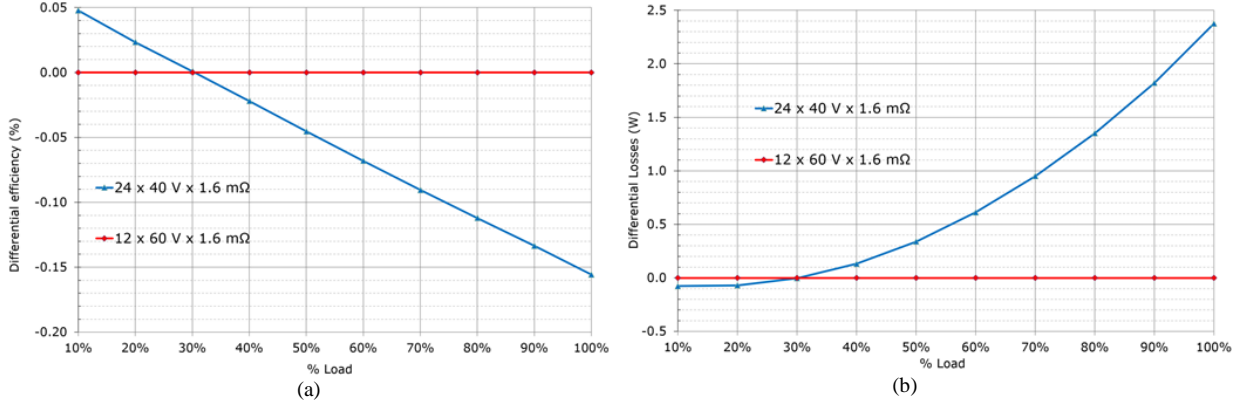 0.05
0.00
-0.05
-0.10
-0.15
-0.20
Differential efficiency (%)
24 x 40 V x 1.6 mΩ
12 x 60 V x 1.6 mΩ
10% 20% 30% 40% 50% 60% 70% 80% 90% 100%
% Load
(a)
2.5
2.0
1.5
1.0
0.5
0.0
-0.5
Differential Losses (W)
24 x 40 V x 1.6 mΩ
12 x 60 V x 1.6 mΩ
10% 20% 30% 40% 50% 60% 70% 80% 90% 100%
% Load
(b)